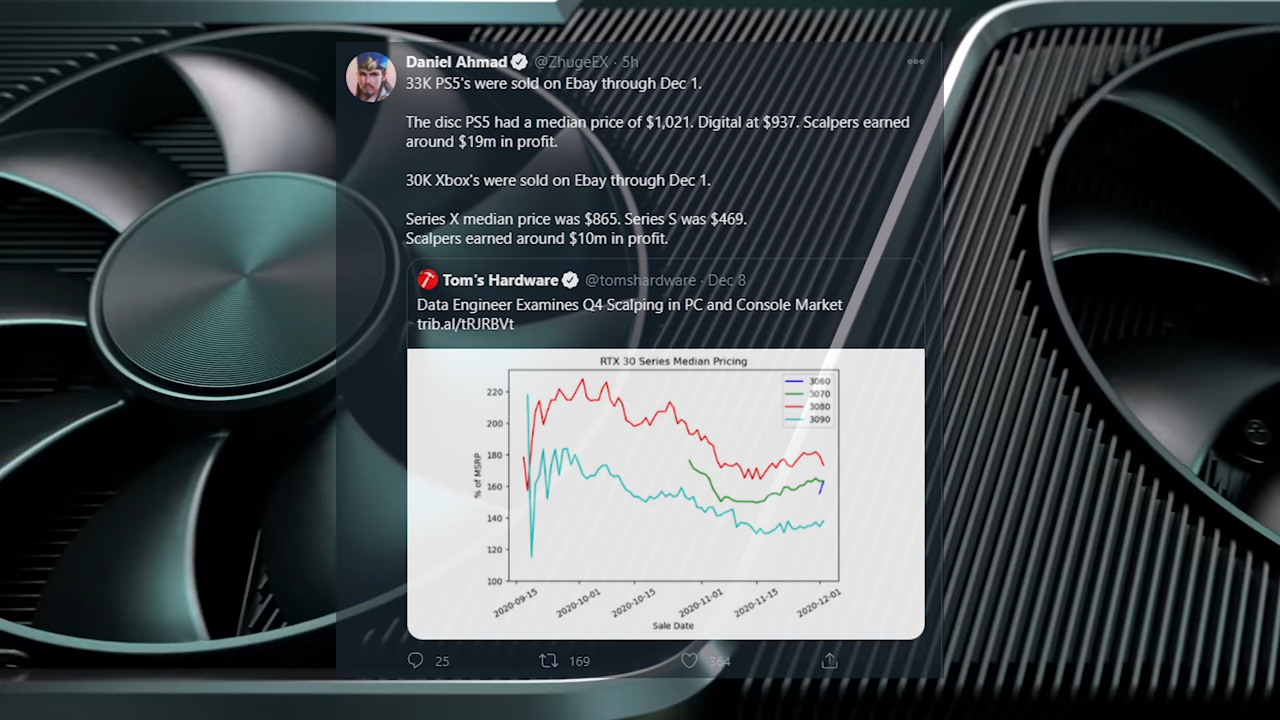 Daniel Ahmad @ZhugeEX · 5h
33K PS5's were sold on Ebay through Dec 1.
The disc PS5 had a median price of $1,021. Digital at $937. Scalpers earned
around $19m in profit.
30K Xbox's were sold on Ebay through Dec 1.
Series X median price was $865. Series S was $469.
Scalpers earned around $10m in profit.
Tom's Hardware @tomshardware · Dec 8
Data Engineer Examines Q4 Scalping in PC and Console Market
trib.al/tRJRBVt
RTX 30 Series Median Pricing
3060
3070
3080
3090
% of MSRP
220
200
180
160
140
120
100
2020-09-15
2020-10-01
2020-10-15
2020-11-01
2020-11-15
2020-12-01
Sale Date
25
169
364